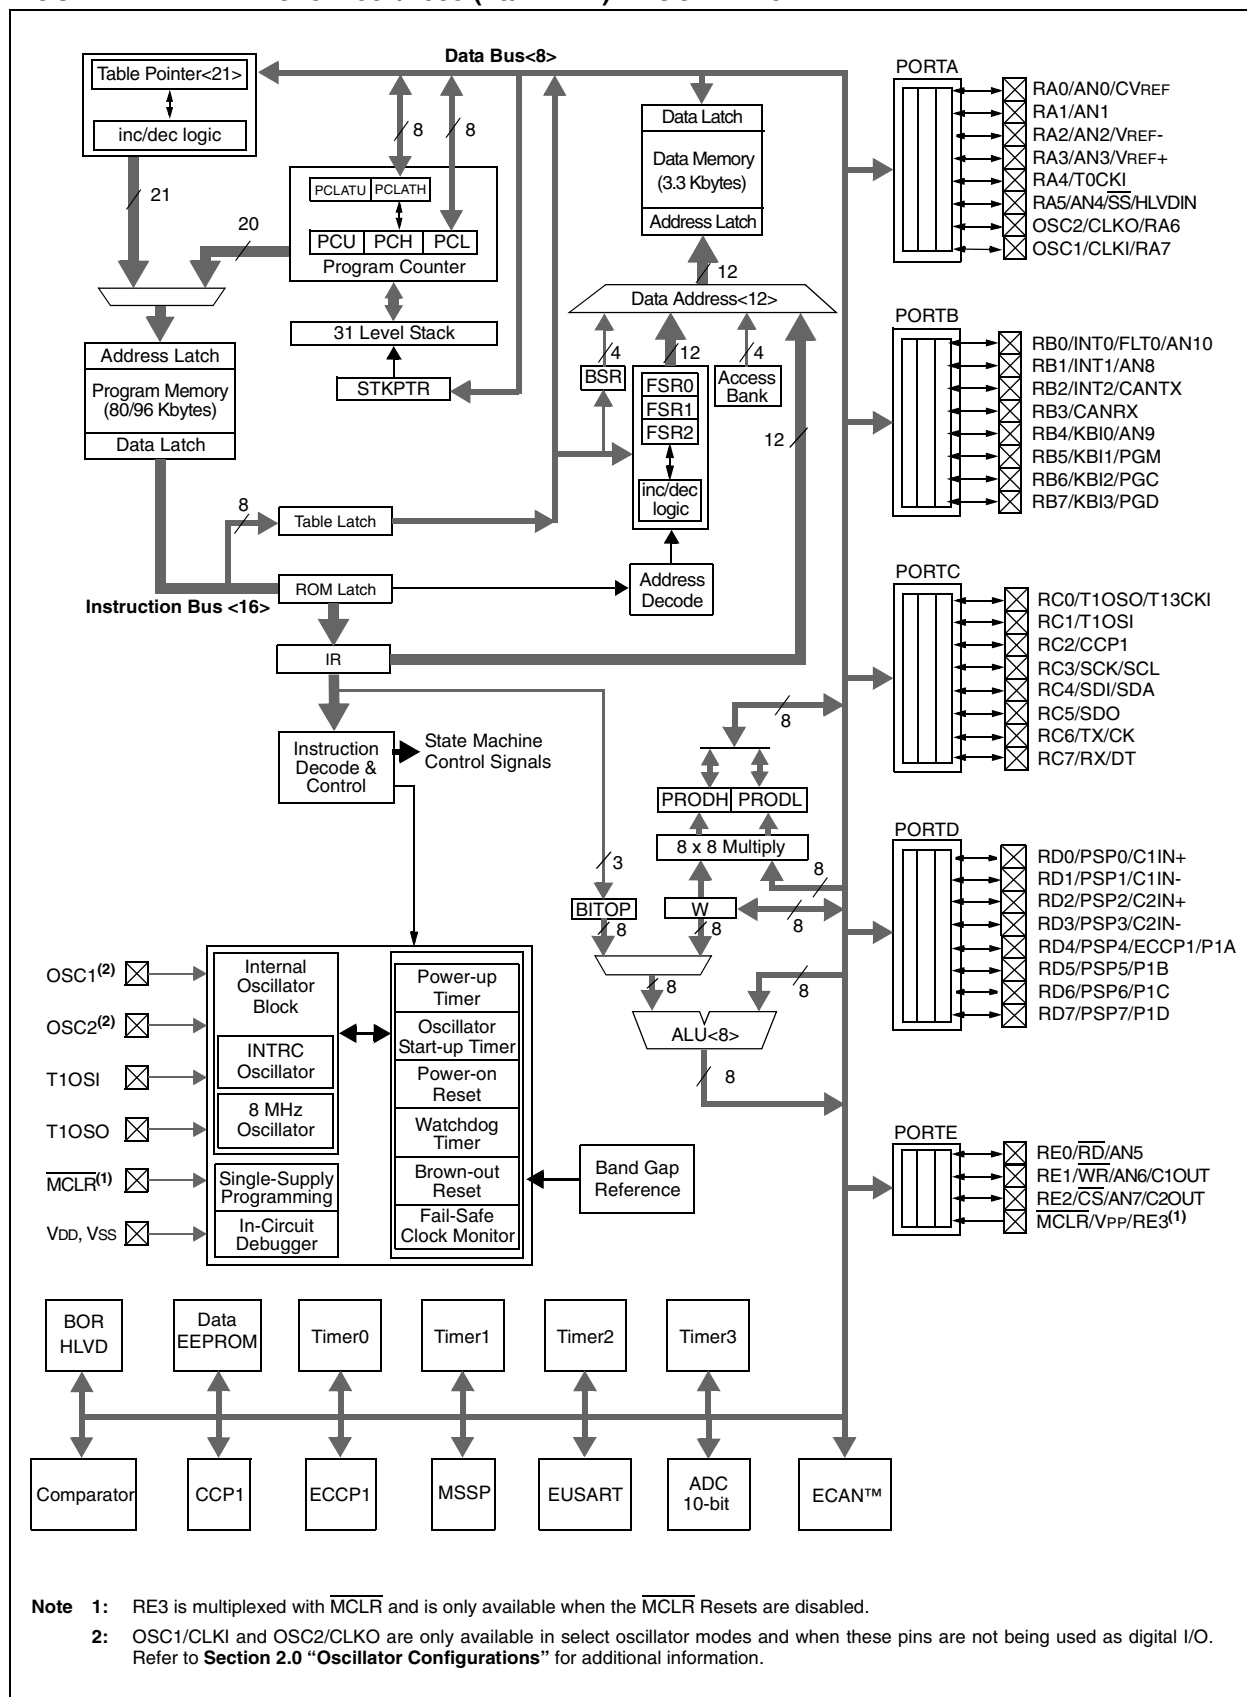 Data Bus<8>
Table Pointer<21>
inc/dec logic
21
20
8
8
PCLATU PCLATH
PCU PCH PCL
Program Counter
31 Level Stack
STKPTR
Address Latch
Program Memory
(80/96 Kbytes)
Data Latch
8
Table Latch
ROM Latch
Instruction Bus <16>
IR
Data Latch
Data Memory
(3.3 Kbytes)
Address Latch
12
Data Address<12>
4
12
4
BSR
FSR0
FSR1
FSR2
inc/dec
logic
Access
Bank
12
Address
Decode
Instruction
Decode &
Control
State Machine
Control Signals
8
PRODH PRODL
8 x 8 Multiply
3
8
BITOP
W
8
8
8
8
8
ALU<8>
8
OSC1(2)
OSC2(2)
T1OSI
T1OSO
MCLR(1)
VDD, VSS
Internal
Oscillator
Block
INTRC
Oscillator
8 MHz
Oscillator
Single-Supply
Programming
In-Circuit
Debugger
Power-up
Timer
Oscillator
Start-up Timer
Power-on
Reset
Watchdog
Timer
Brown-out
Reset
Fail-Safe
Clock Monitor
Band Gap
Reference
PORTA
RA0/AN0/CVREF
RA1/AN1
RA2/AN2/VREF-
RA3/AN3/VREF+
RA4/T0CKI
RA5/AN4/SS/HLVDIN
OSC2/CLKO/RA6
OSC1/CLKI/RA7
PORTB
RB0/INT0/FLT0/AN10
RB1/INT1/AN8
RB2/INT2/CANTX
RB3/CANRX
RB4/KBI0/AN9
RB5/KBI1/PGM
RB6/KBI2/PGC
RB7/KBI3/PGD
PORTC
RC0/T1OSO/T13CKI
RC1/T1OSI
RC2/CCP1
RC3/SCK/SCL
RC4/SDI/SDA
RC5/SDO
RC6/TX/CK
RC7/RX/DT
PORTD
RD0/PSP0/C1IN+
RD1/PSP1/C1IN-
RD2/PSP2/C2IN+
RD3/PSP3/C2IN-
RD4/PSP4/ECCP1/P1A
RD5/PSP5/P1B
RD6/PSP6/P1C
RD7/PSP7/P1D
PORTE
RE0/RD/AN5
RE1/WR/AN6/C1OUT
RE2/CS/AN7/C2OUT
MCLR/VPP/RE3(1)
BOR
HLVD
Data
EEPROM
Timer0
Timer1
Timer2
Timer3
Comparator
CCP1
ECCP1
MSSP
EUSART
ADC
10-bit
ECAN™
Note 1: RE3 is multiplexed with MCLR and is only available when the MCLR Resets are disabled.
2: OSC1/CLKI and OSC2/CLKO are only available in select oscillator modes and when these pins are not being used as digital I/O.
Refer to Section 2.0 “Oscillator Configurations” for additional information.